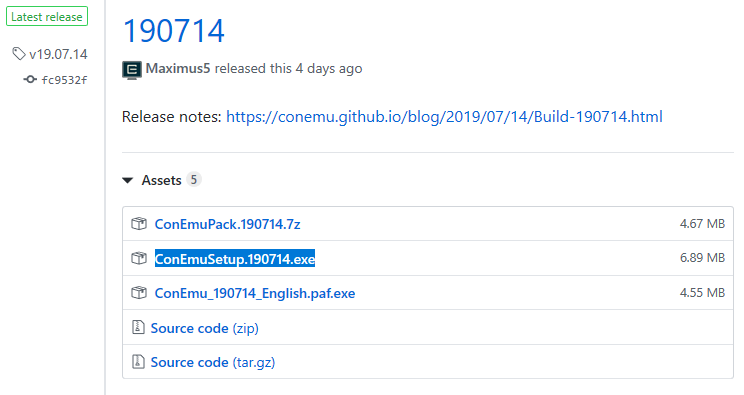 Latest release
190714
v19.07.14
Maximus5 released this 4 days ago
fc9532f
Release notes: https://conemu.github.io/blog/2019/07/14/Build-190714.html
Assets 5
ConEmuPack.190714.7z 4.67 MB
ConEmuSetup.190714.exe 6.89 MB
ConEmu_190714_English.paf.exe 4.55 MB
Source code (zip)
Source code (tar.gz)